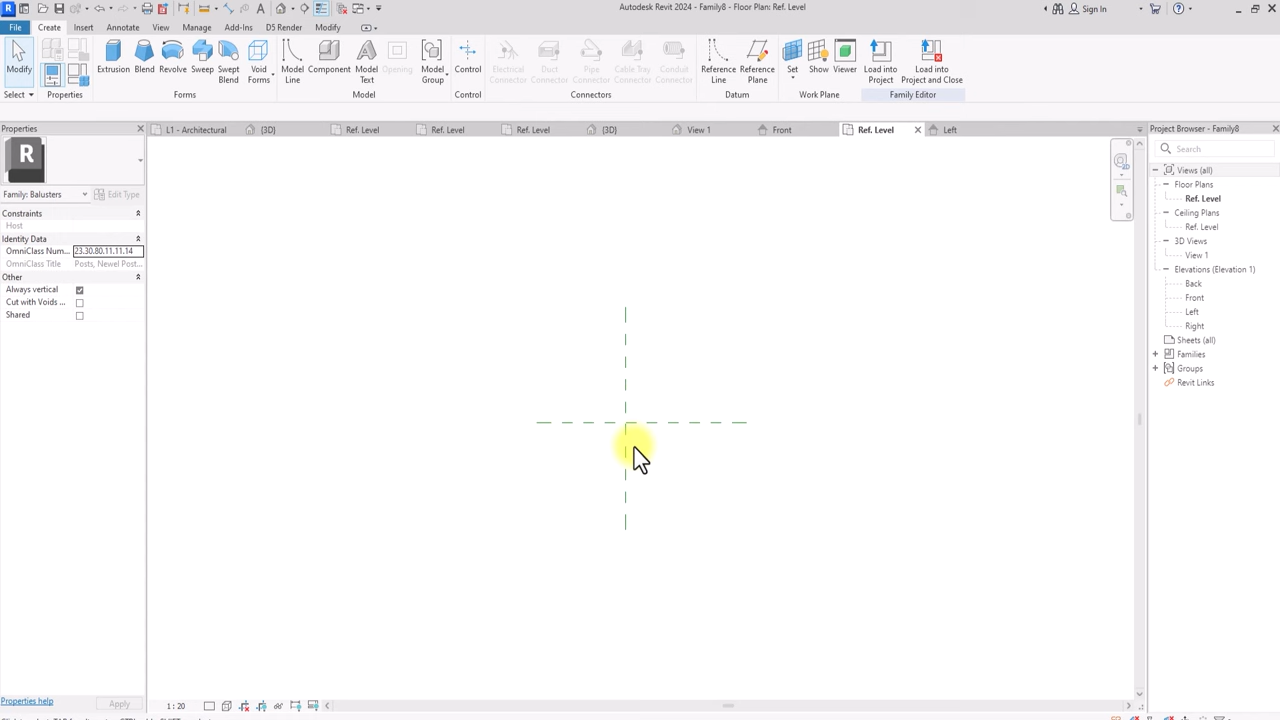 Autodesk Revit 2024 - Family8 - Floor Plan: Ref. Level
Sign In
File Create Insert Annotate View Manage Add-Ins D5 Render Modify
Modify
Extrusion Blend Revolve Sweep Swept Blend Void Forms
Model Line Component Model Text Opening Model Group
Control
Electrical Connector Duct Connector Pipe Connector Cable Tray Connector Conduit Connector
Reference Line Reference Plane
Set Show Viewer
Load into Project Load into Project and Close
Select Properties Forms Model Control Connectors Datum Work Plane Family Editor
Properties
L1 - Architectural {3D} Ref. Level Ref. Level Ref. Level {3D} View 1 Front Ref. Level Left
Project Browser - Family8
R
Search
Family: Balusters Edit Type
Constraints
Host
Identity Data
OmniClass Num... 23.30.80.11.11.14
OmniClass Title Posts, Newel Post...
Other
Always vertical
Cut with Voids ...
Shared
Views (all)
Floor Plans
Ref. Level
Ceiling Plans
Ref. Level
3D Views
View 1
Elevations (Elevation 1)
Back
Front
Left
Right
Sheets (all)
Families
Groups
Revit Links
2D
Properties help Apply
1 : 20